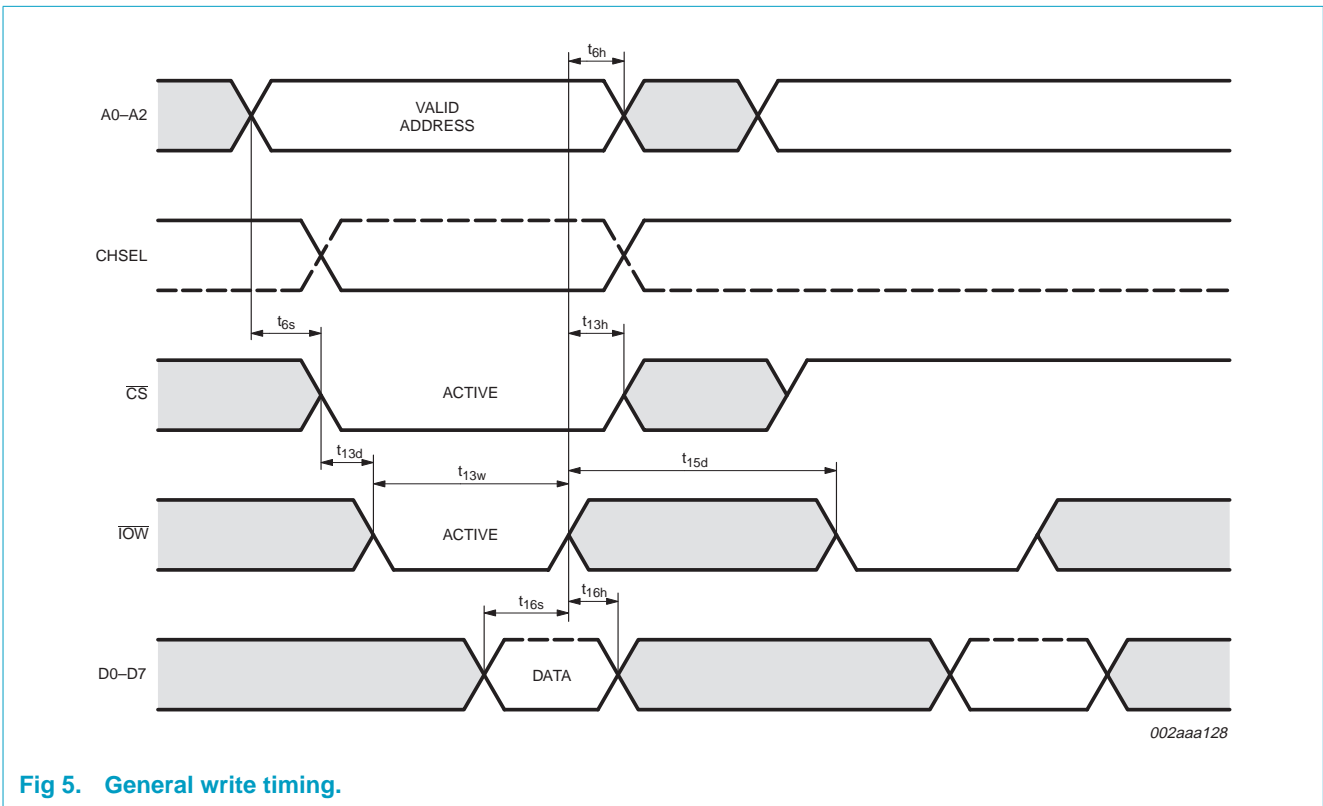 t6h
A0–A2
VALID
ADDRESS
CHSEL
t6s
t13h
CS
ACTIVE
t13d
t13w
t15d
IOW
ACTIVE
t16s
t16h
D0–D7
DATA
002aaa128
Fig 5. General write timing.